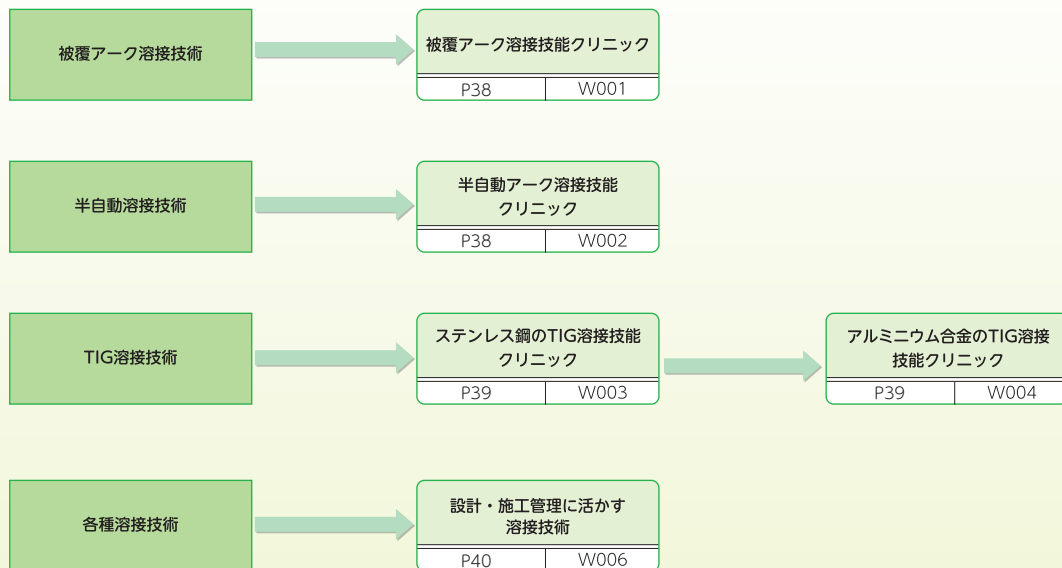 被覆アーク溶接技術
被覆アーク溶接技能クリニック
P38 W001
半自動溶接技術
半自動アーク溶接技能
クリニック
P38 W002
TIG溶接技術
ステンレス鋼のTIG溶接技能
クリニック
P39 W003
アルミニウム合金のTIG溶接
技能クリニック
P39 W004
各種溶接技術
設計・施工管理に活かす
溶接技術
P40 W006